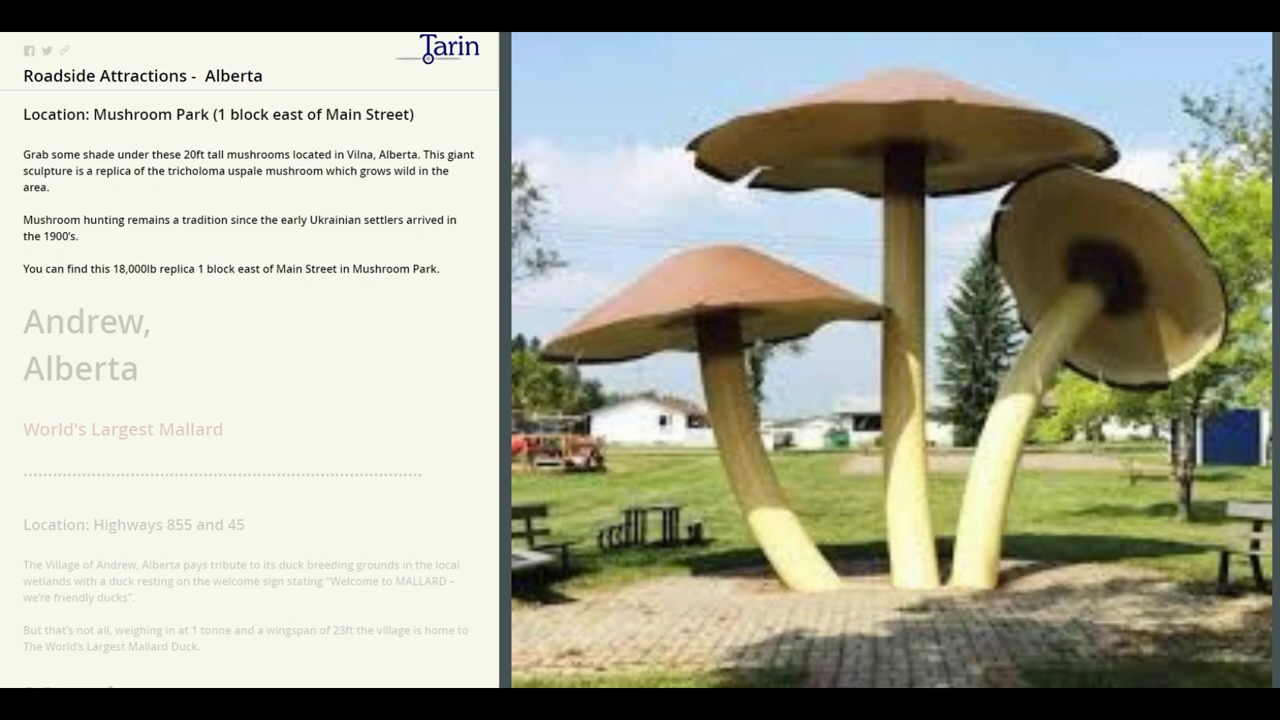 Tarin
Roadside Attractions - Alberta
Location: Mushroom Park (1 block east of Main Street)
Grab some shade under these 20ft tall mushrooms located in Vilna, Alberta. This giant
sculpture is a replica of the tricholoma uspale mushroom which grows wild in the
area.
Mushroom hunting remains a tradition since the early Ukrainian settlers arrived in
the 1900's.
You can find this 18,000lb replica 1 block east of Main Street in Mushroom Park.
Andrew,
Alberta
World's Largest Mallard
Location: Highways 855 and 45
The Village of Andrew, Alberta pays tribute to its duck breeding grounds in the local
wetlands with a duck resting on the welcome sign stating "Welcome to MALLARD –
we're friendly ducks".
But that's not all, weighing in at 1 tonne and a wingspan of 23ft the village is home to
The World's Largest Mallard Duck.